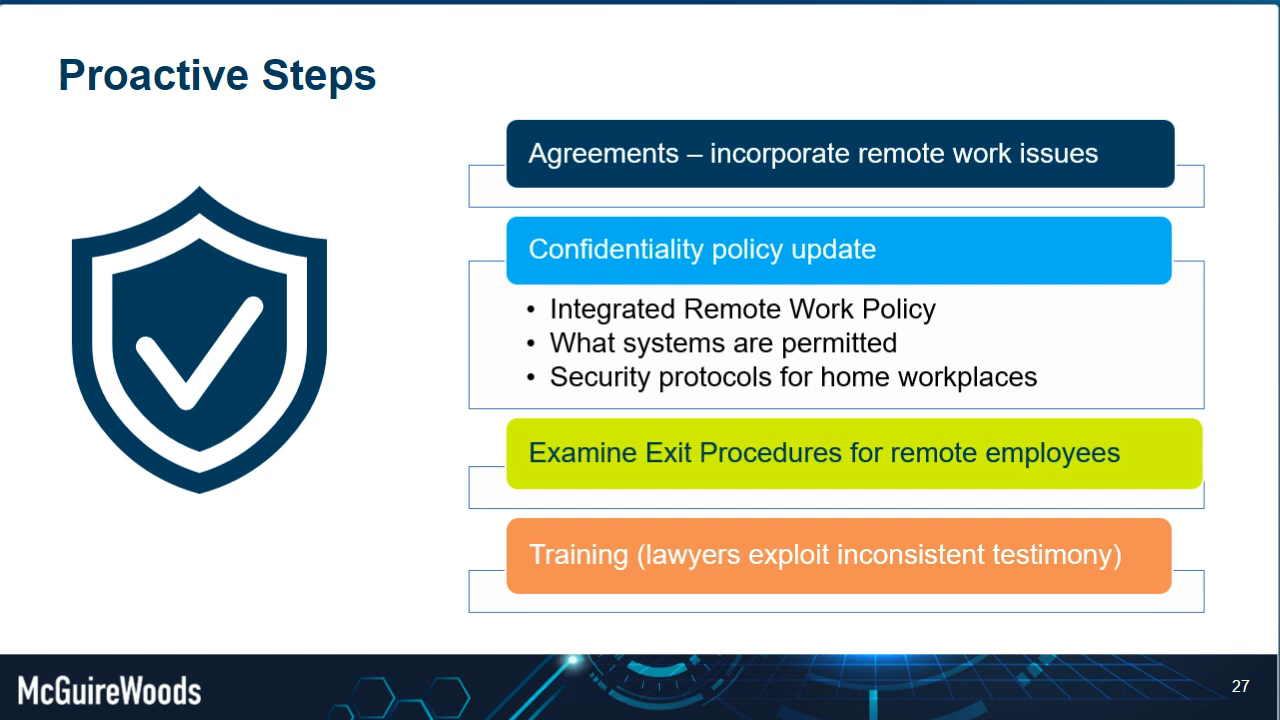 Proactive Steps
Agreements – incorporate remote work issues
Confidentiality policy update
• Integrated Remote Work Policy
• What systems are permitted
• Security protocols for home workplaces
Examine Exit Procedures for remote employees
Training (lawyers exploit inconsistent testimony)
McGuireWoods
27